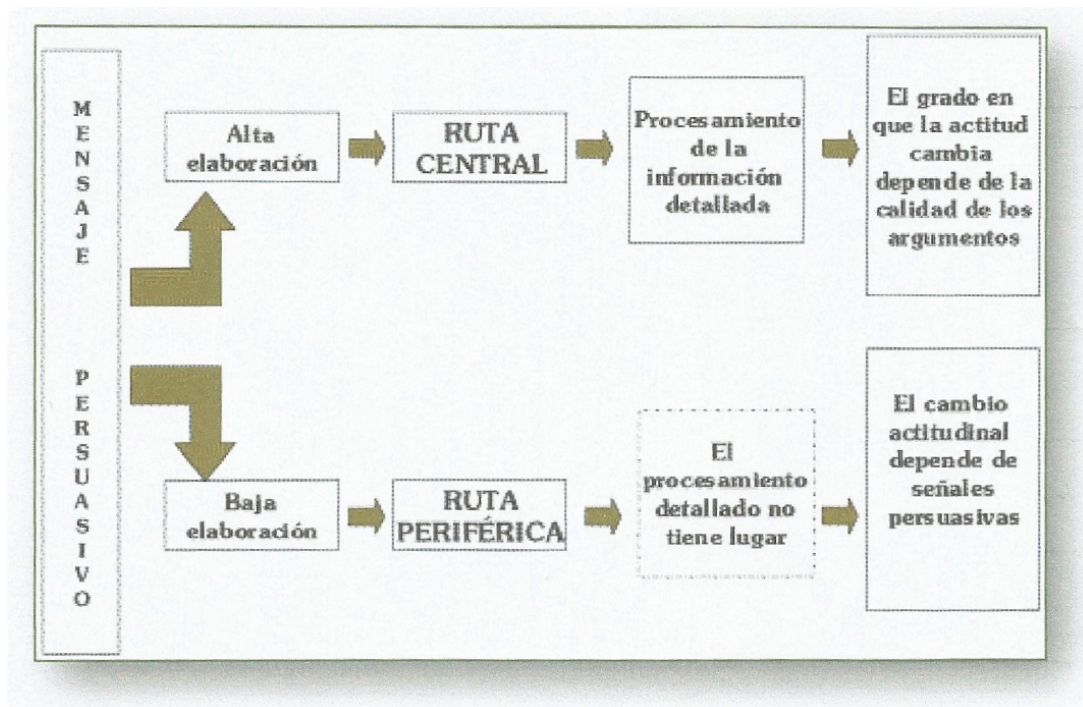 MENSAJE
PERSUASIVO
Alta
elaboración
RUTA
CENTRAL
Procesamiento
de la
información
detallada
El grado en
que la actitud
cambia
depende de la
calidad de los
argumentos
Baja
elaboración
RUTA
PERIFÉRICA
El
procesamiento
detallado no
tiene lugar
El cambio
actitudinal
depende de
señales
persuasivas